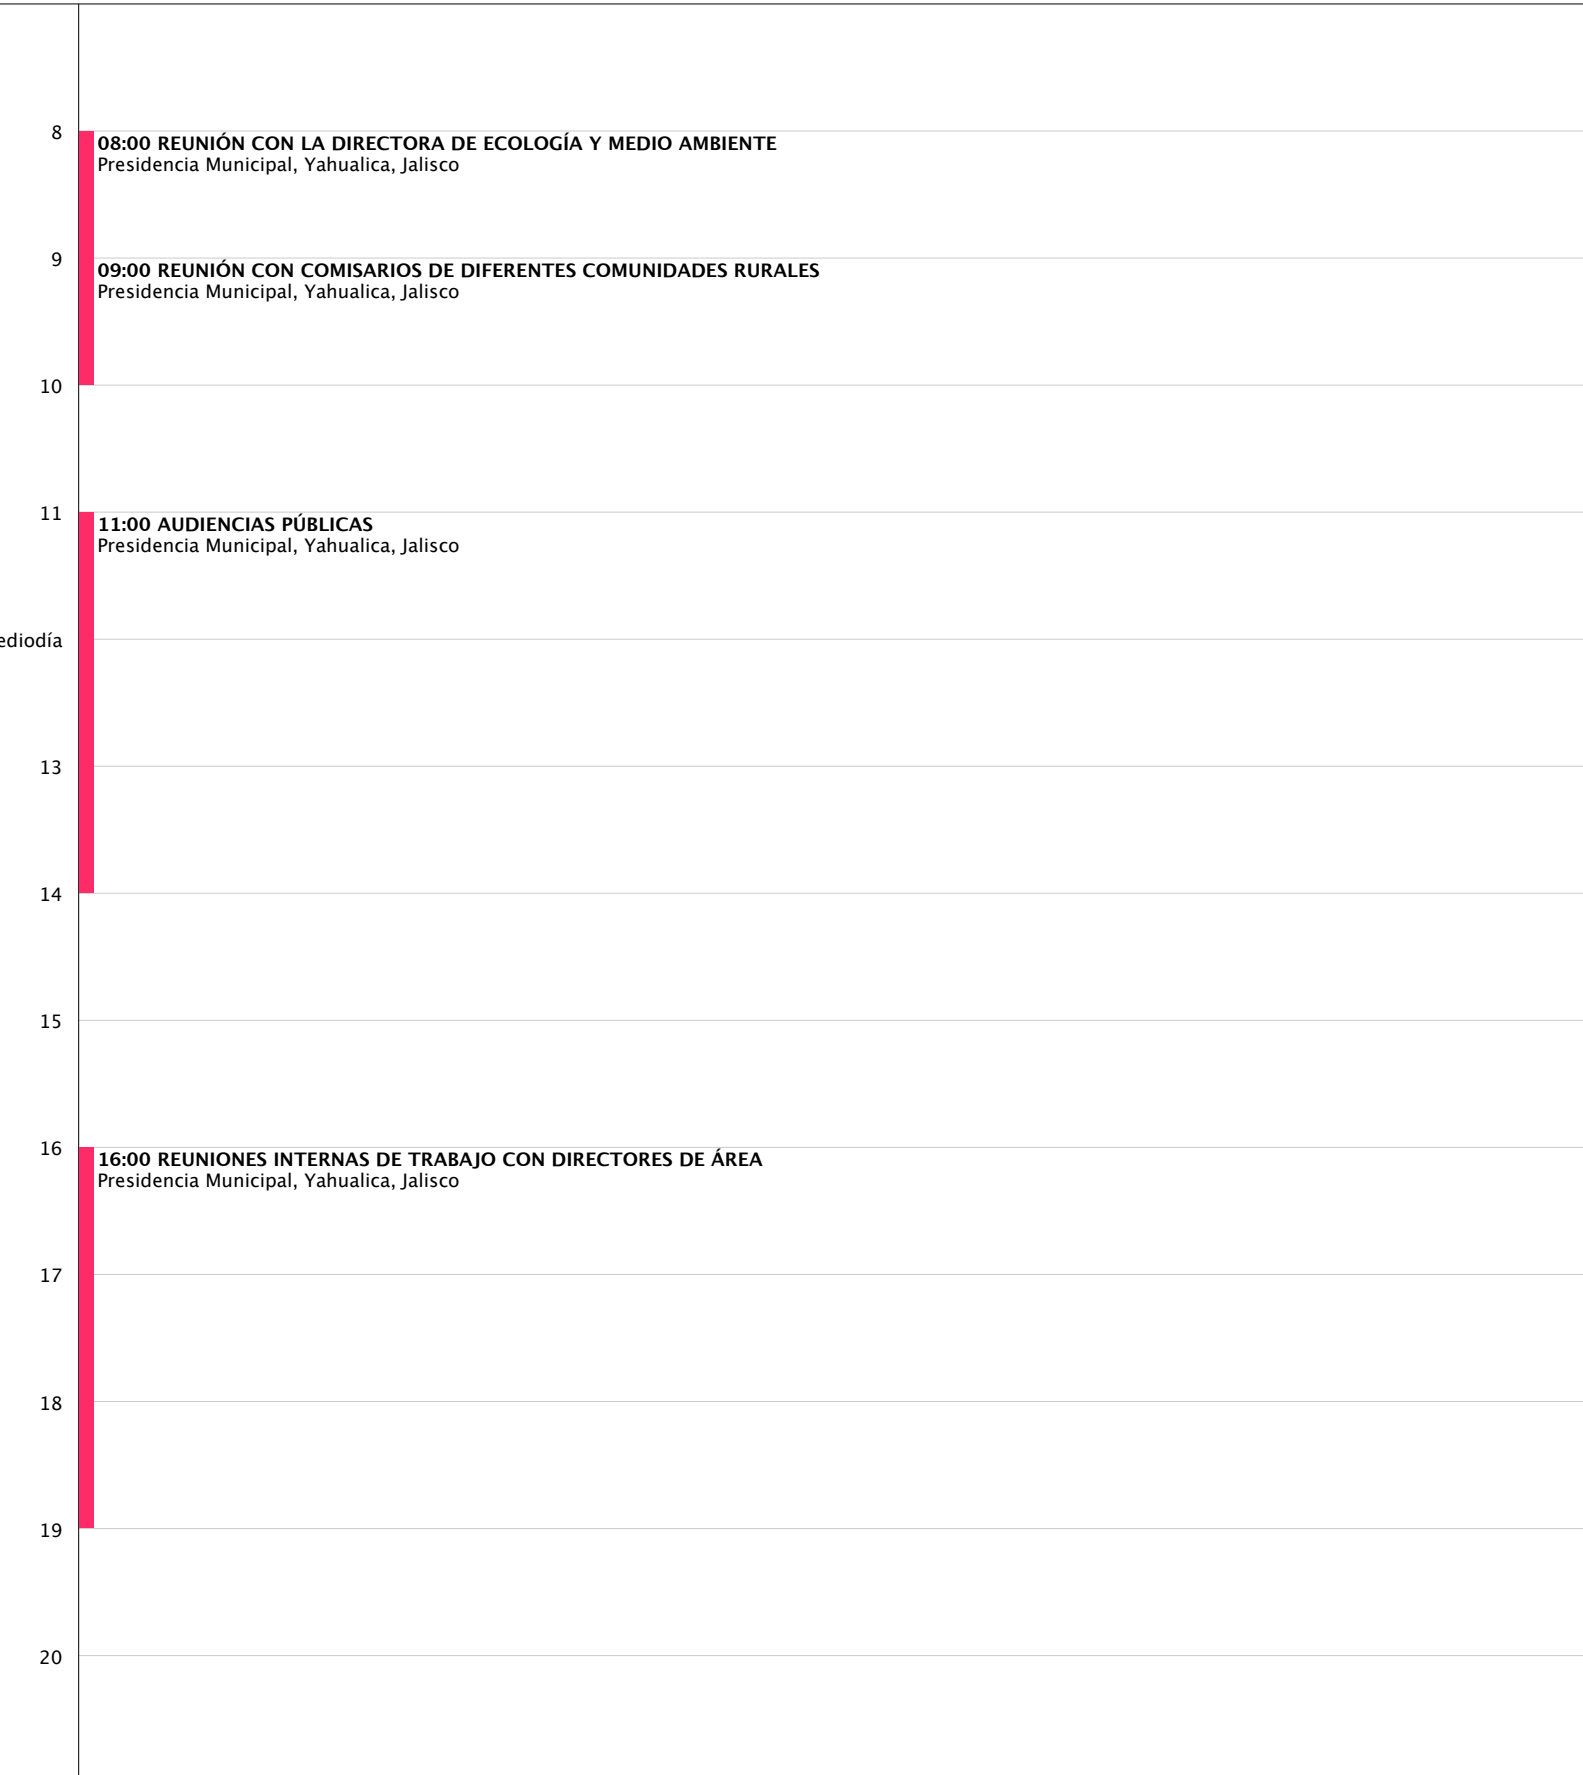 8
08:00 REUNIÓN CON LA DIRECTORA DE ECOLOGÍA Y MEDIO AMBIENTE
Presidencia Municipal, Yahualica, Jalisco
9
09:00 REUNIÓN CON COMISARIOS DE DIFERENTES COMUNIDADES RURALES
Presidencia Municipal, Yahualica, Jalisco
10
11
11:00 AUDIENCIAS PÚBLICAS
Presidencia Municipal, Yahualica, Jalisco
ediodía
13
14
15
16
16:00 REUNIONES INTERNAS DE TRABAJO CON DIRECTORES DE ÁREA
Presidencia Municipal, Yahualica, Jalisco
17
18
19
20